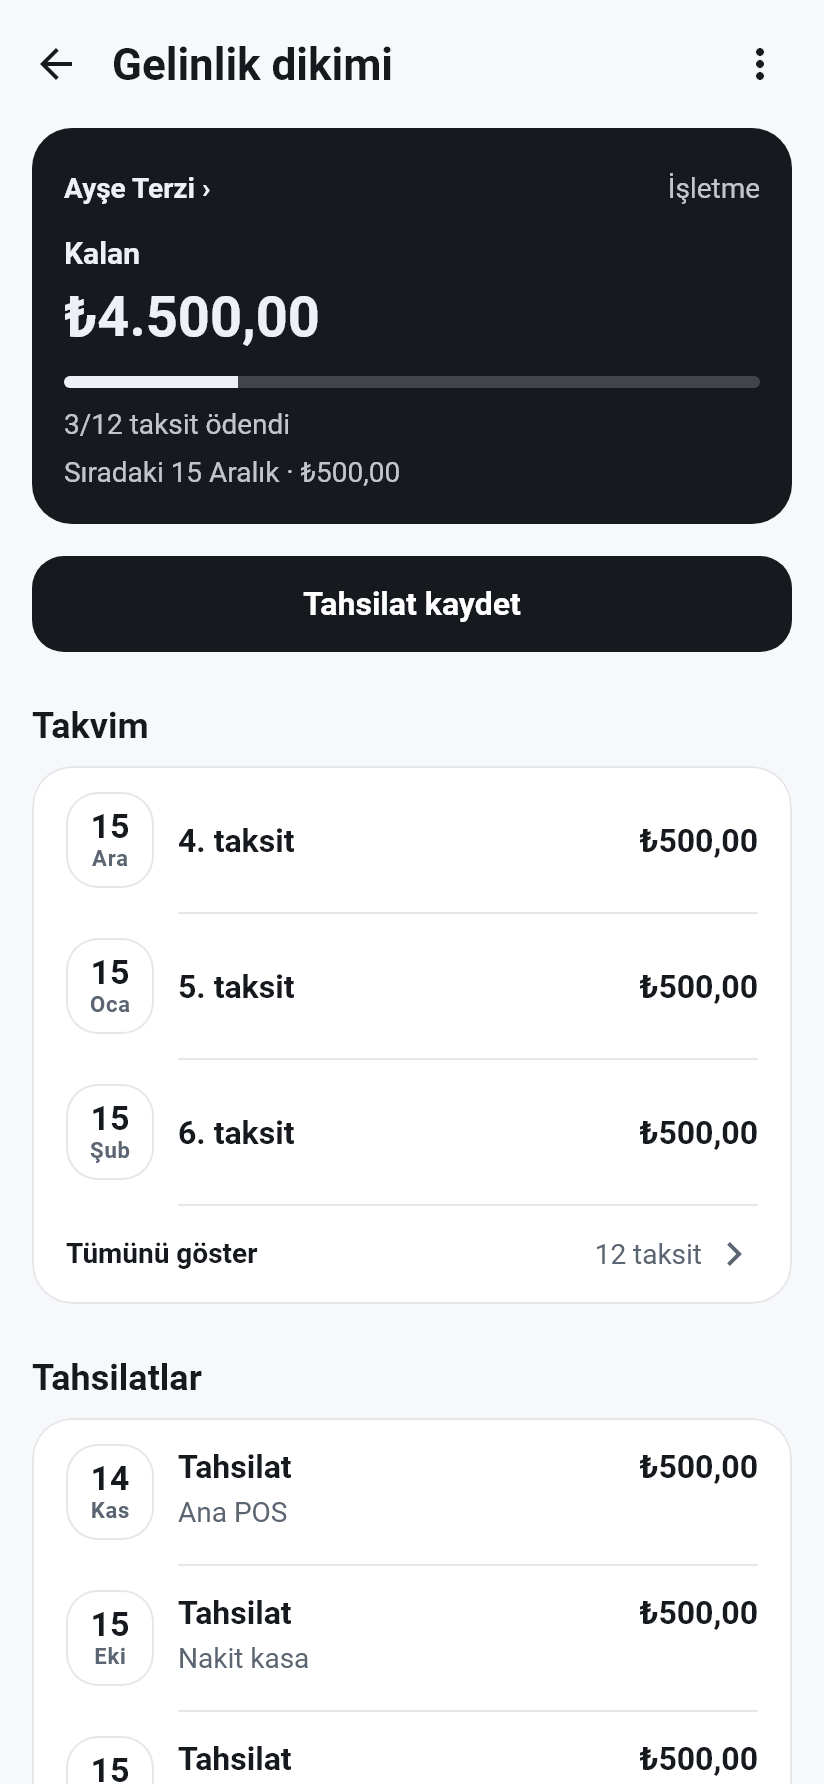 Gelinlik dikimi
Ayşe Terzi ›
İşletme
Kalan
₺4.500,00
3/12 taksit ödendi
Sıradaki 15 Aralık · ₺500,00
Tahsilat kaydet
Takvim
15
Ara
4. taksit
₺500,00
15
Oca
5. taksit
₺500,00
15
Şub
6. taksit
₺500,00
Tümünü göster
12 taksit
Tahsilatlar
14
Kas
Tahsilat
₺500,00
Ana POS
15
Eki
Tahsilat
₺500,00
Nakit kasa
15
Tahsilat
₺500,00